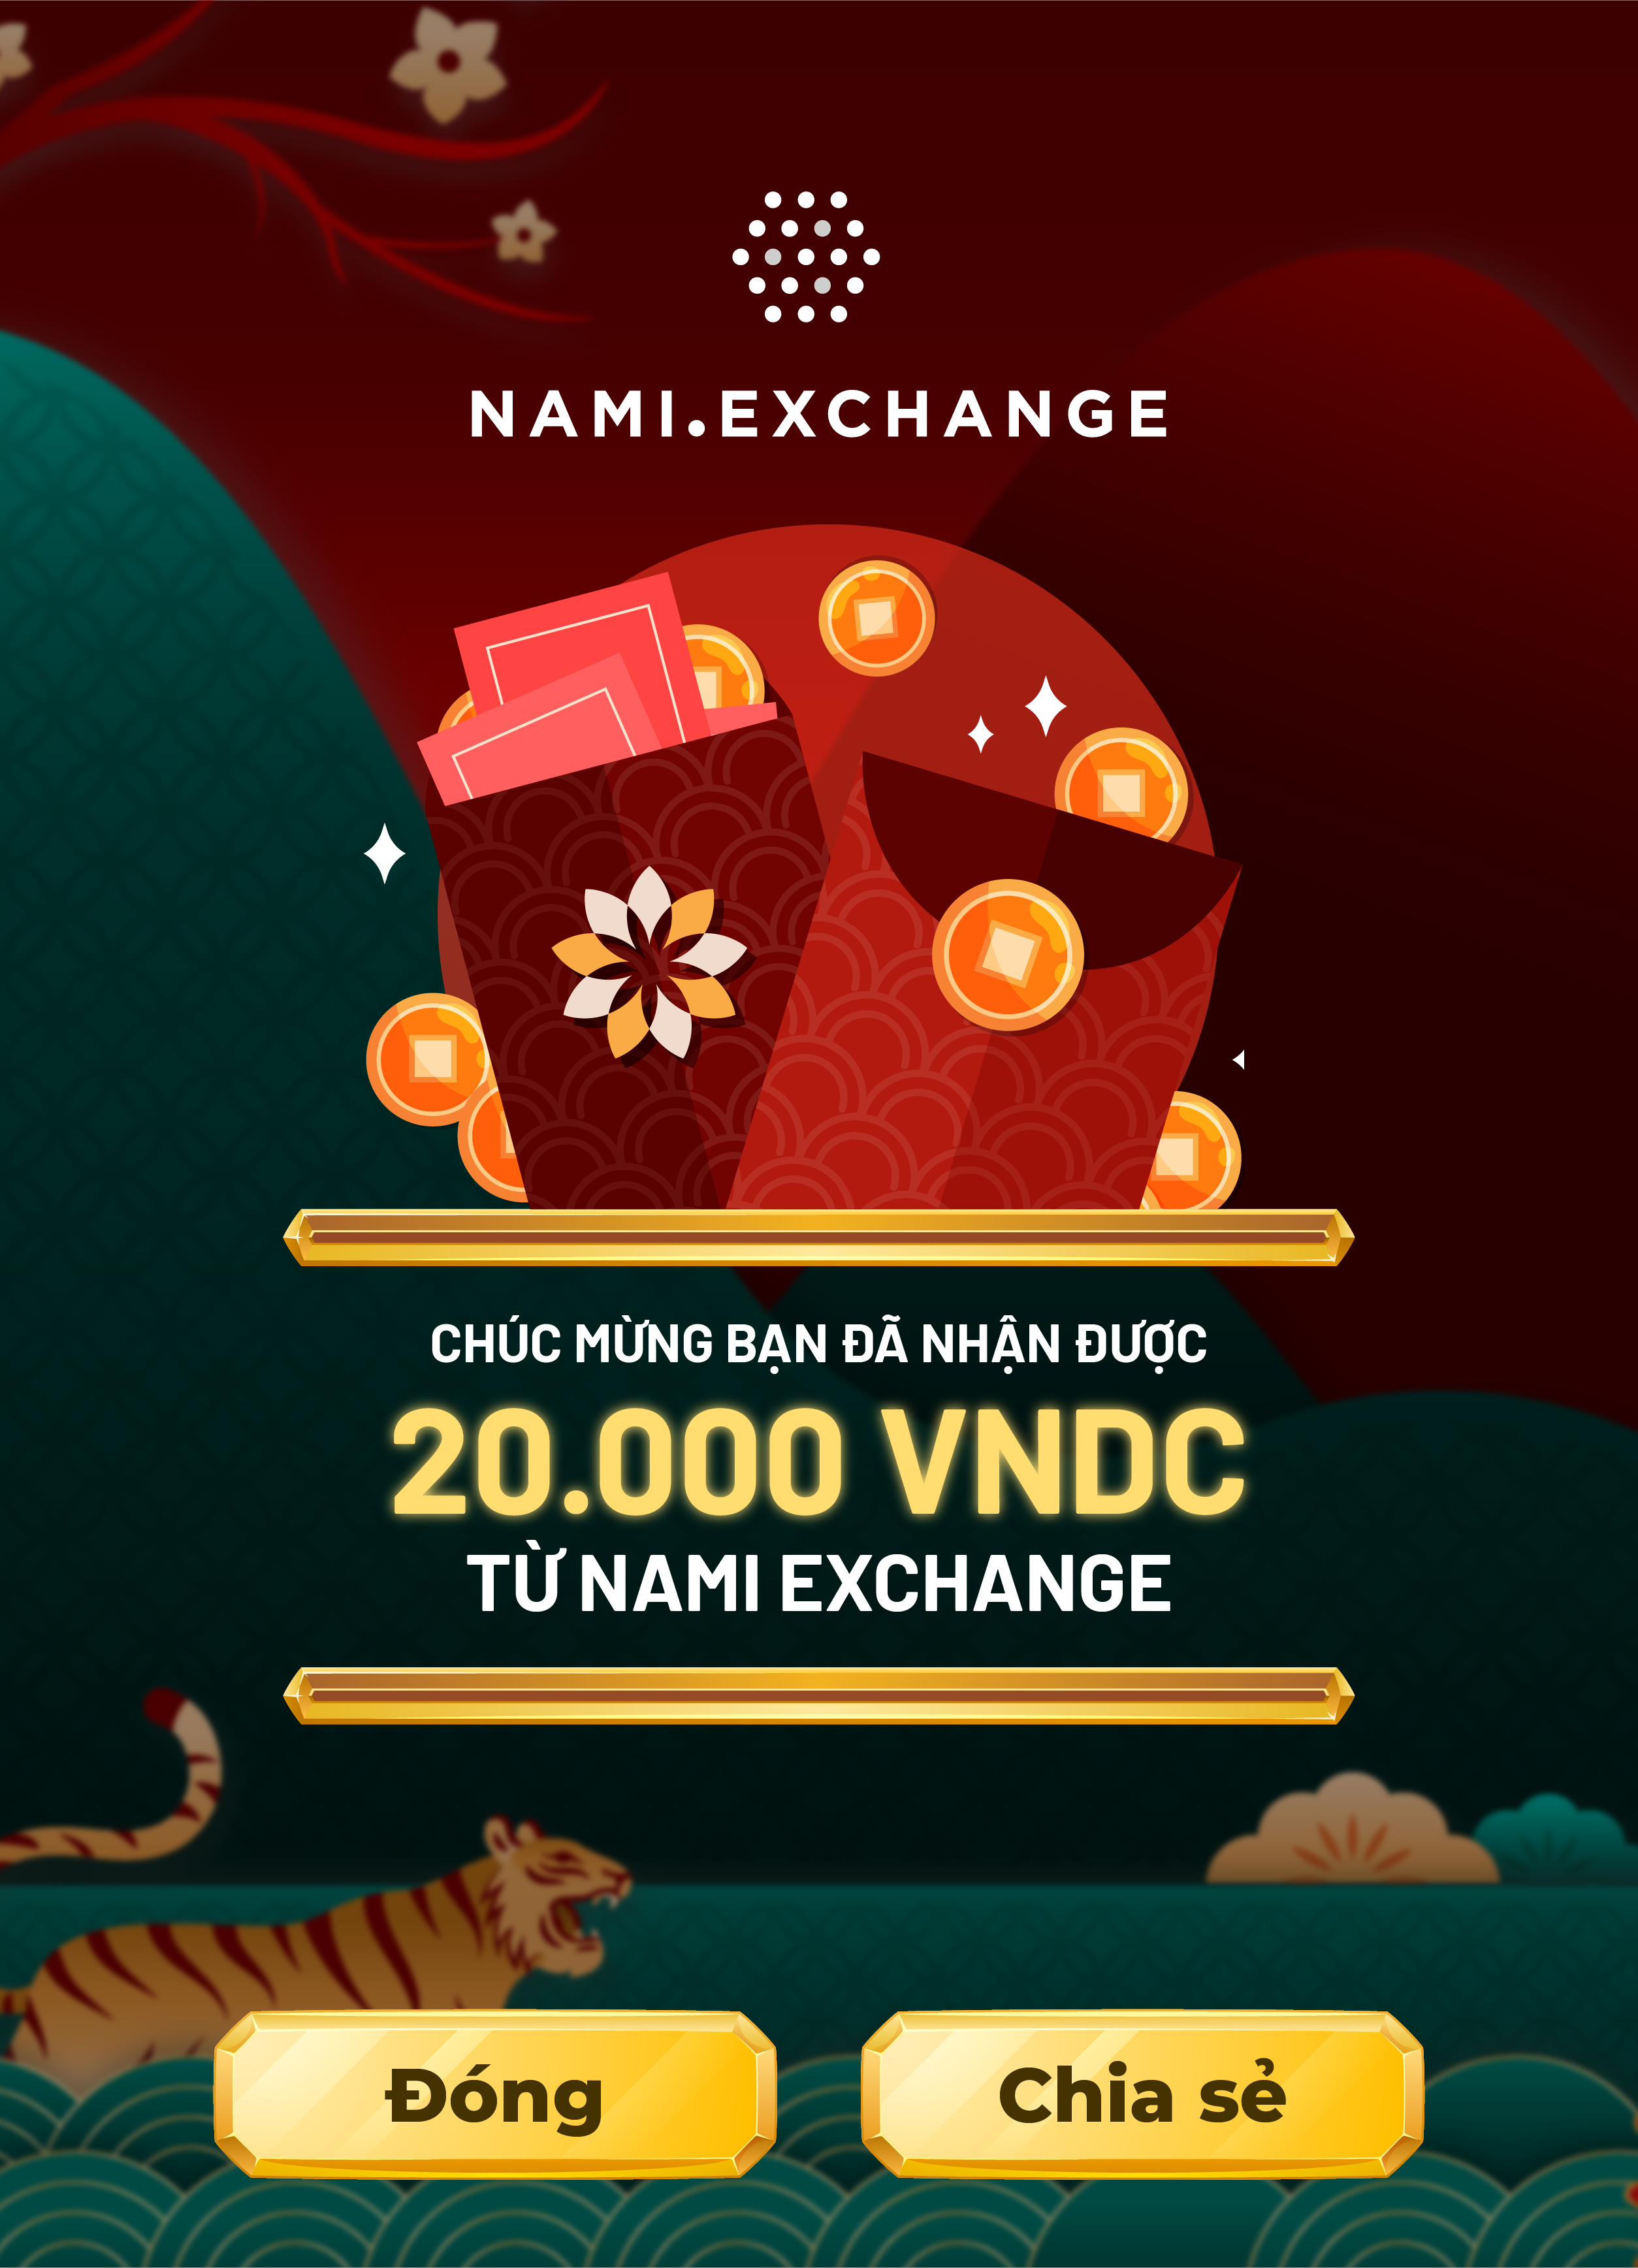 NAMI.EXCHANGE
CHÚC MỪNG BẠN ĐÃ NHẬN ĐƯỢC
20.000 VNDC
TỪ NAMI EXCHANGE
Đóng
Chia sẻ